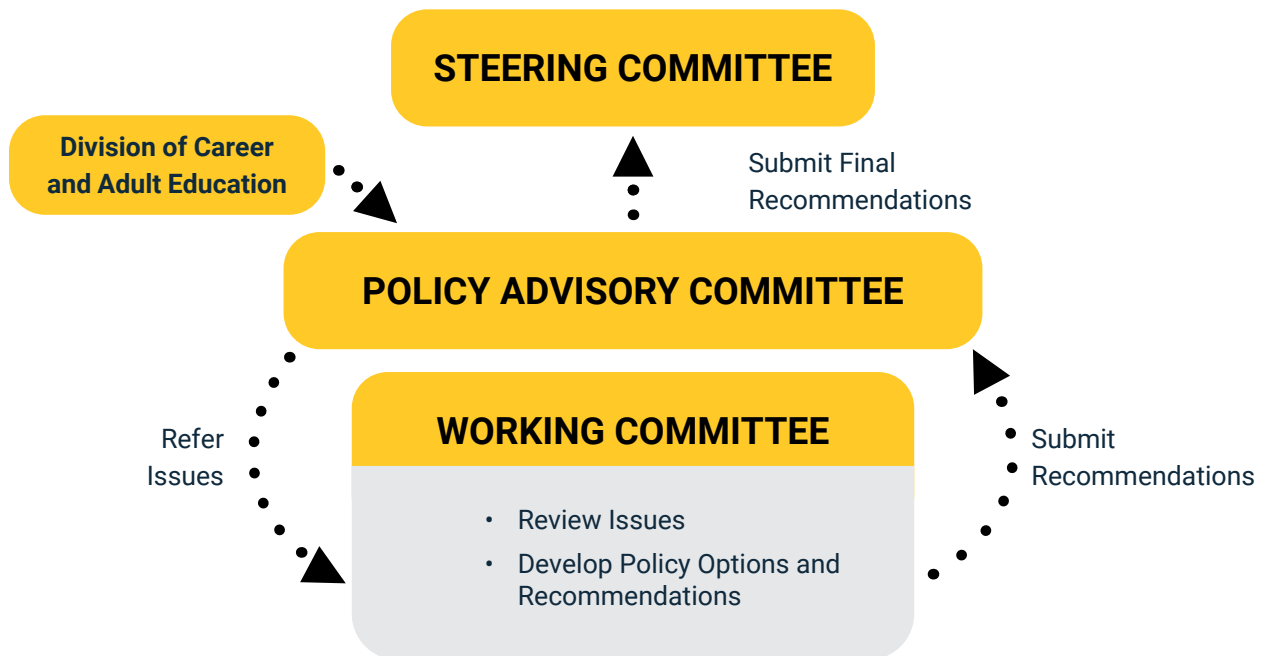 STEERING COMMITTEE
Division of Career
and Adult Education
Submit Final
Recommendations
POLICY ADVISORY COMMITTEE
Refer
Issues
WORKING COMMITTEE
• Review Issues
• Develop Policy Options and
Recommendations
Submit
Recommendations